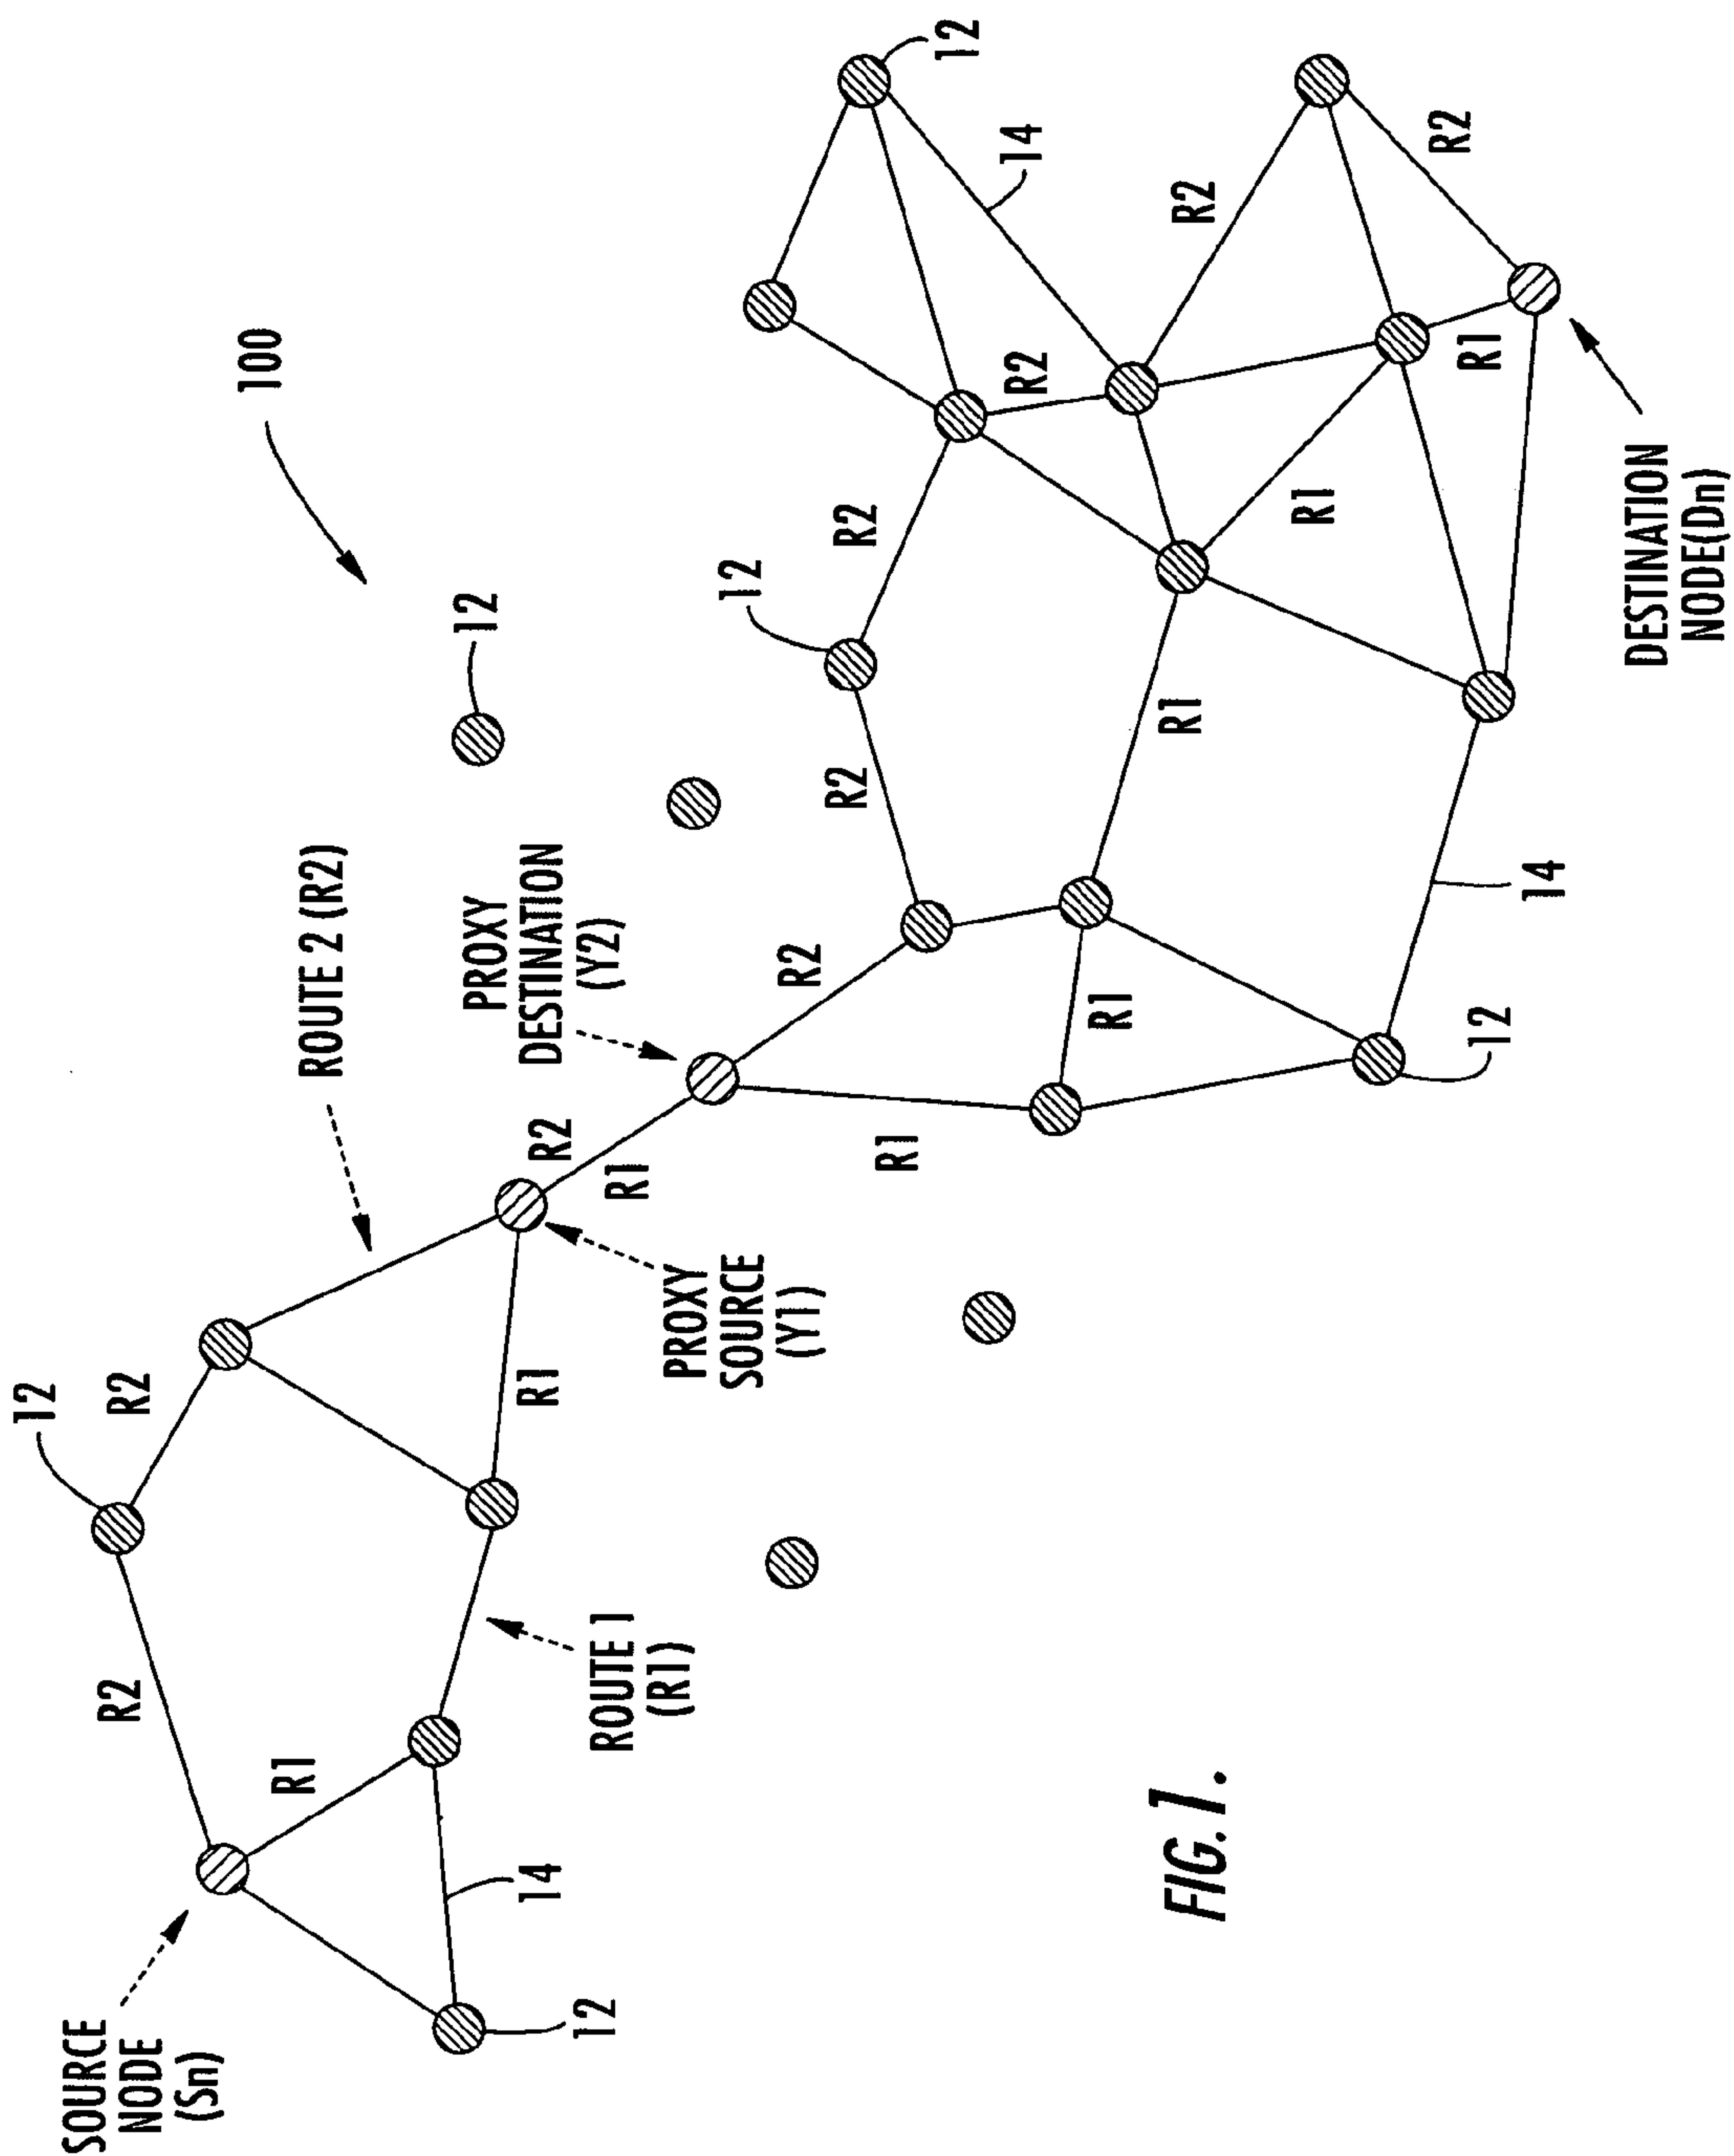 100
12
R2
R2
SOURCE
NODE
(Sn)
R1
14
12
ROUTE 1
(R1)
R1
PROXY
SOURCE
(Y1)
ROUTE 2 (R2)
R2
R1
PROXY
DESTINATION
(Y2)
12
R1
R2
R2
12
R2
R2
12
14
R1
R1
12
14
R1
R2
R2
R1
DESTINATION
NODE(Dn)
FIG. 1.